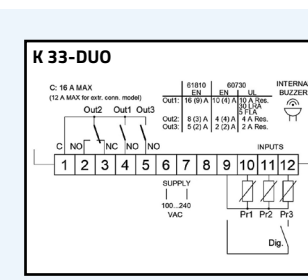 K 33-DUO
C: 16 A MAX
(12 A MAX for extr. conn. model)
61810 60730
EN EN UL
INTERNA
BUZZER
Out1: 16 (9) A 10 (4) A 10 A Res.
30 LRA
5 FLA
Out2: 8 (3) A 4 (4) A 4 A Res.
Out3: 5 (2) A 2 (2) A 2 A Res.
Out2 Out1 Out3
C NO NC NO NO
INPUTS
1 2 3 4 5 6 7 8 9 10 11 12
SUPPLY
100...240
VAC
Pr1 Pr2 Pr3
Dig.